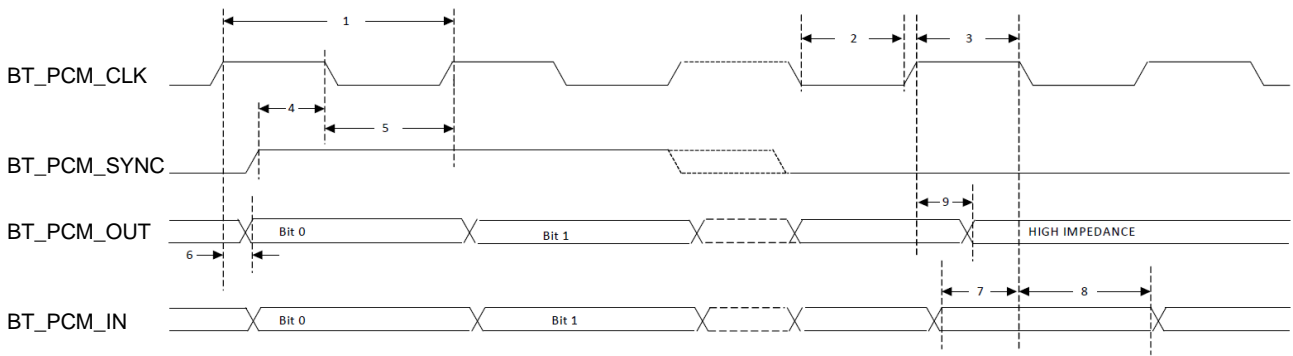 1
2
3
BT_PCM_CLK
4
5
BT_PCM_SYNC
9
BT_PCM_OUT
Bit 0
Bit 1
HIGH IMPEDANCE
6
7
8
BT_PCM_IN
Bit 0
Bit 1